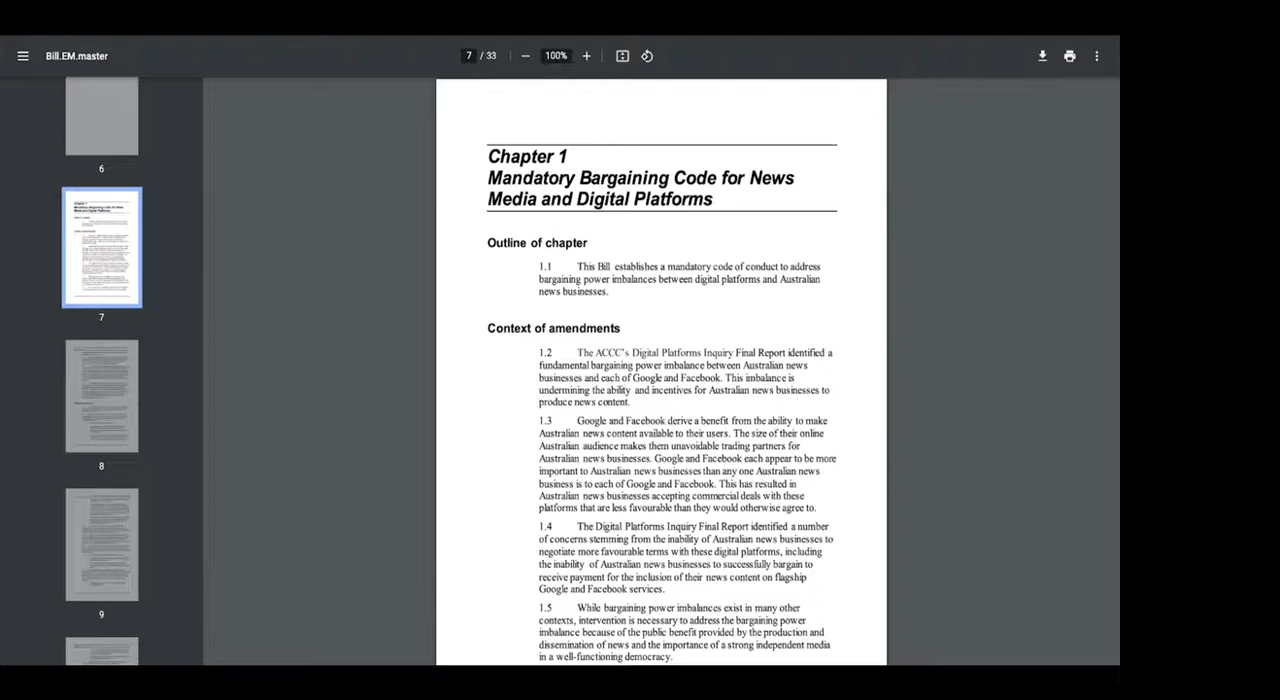 Bill.EM.master
7 / 33
100%
6
7
8
9
Chapter 1
Mandatory Bargaining Code for News
Media and Digital Platforms
Outline of chapter
1.1 This Bill establishes a mandatory code of conduct to address
bargaining power imbalances between digital platforms and Australian
news businesses.
Context of amendments
1.2 The ACCC's Digital Platforms Inquiry Final Report identified a
fundamental bargaining power imbalance between Australian news
businesses and each of Google and Facebook. This imbalance is
undermining the ability and incentives for Australian news businesses to
produce news content.
1.3 Google and Facebook derive a benefit from the ability to make
Australian news content available to their users. The size of their online
Australian audience makes them unavoidable trading partners for
Australian news businesses. Google and Facebook each appear to be more
important to Australian news businesses than any one Australian news
business is to each of Google and Facebook. This has resulted in
Australian news businesses accepting commercial deals with these
platforms that are less favourable than they would otherwise agree to.
1.4 The Digital Platforms Inquiry Final Report identified a number
of concerns stemming from the inability of Australian news businesses to
negotiate more favourable terms with these digital platforms, including
the inability of Australian news businesses to successfully bargain to
receive payment for the inclusion of their news content on flagship
Google and Facebook services.
1.5 While bargaining power imbalances exist in many other
contexts, intervention is necessary to address the bargaining power
imbalance because of the public benefit provided by the production and
dissemination of news and the importance of a strong independent media
in a well-functioning democracy.